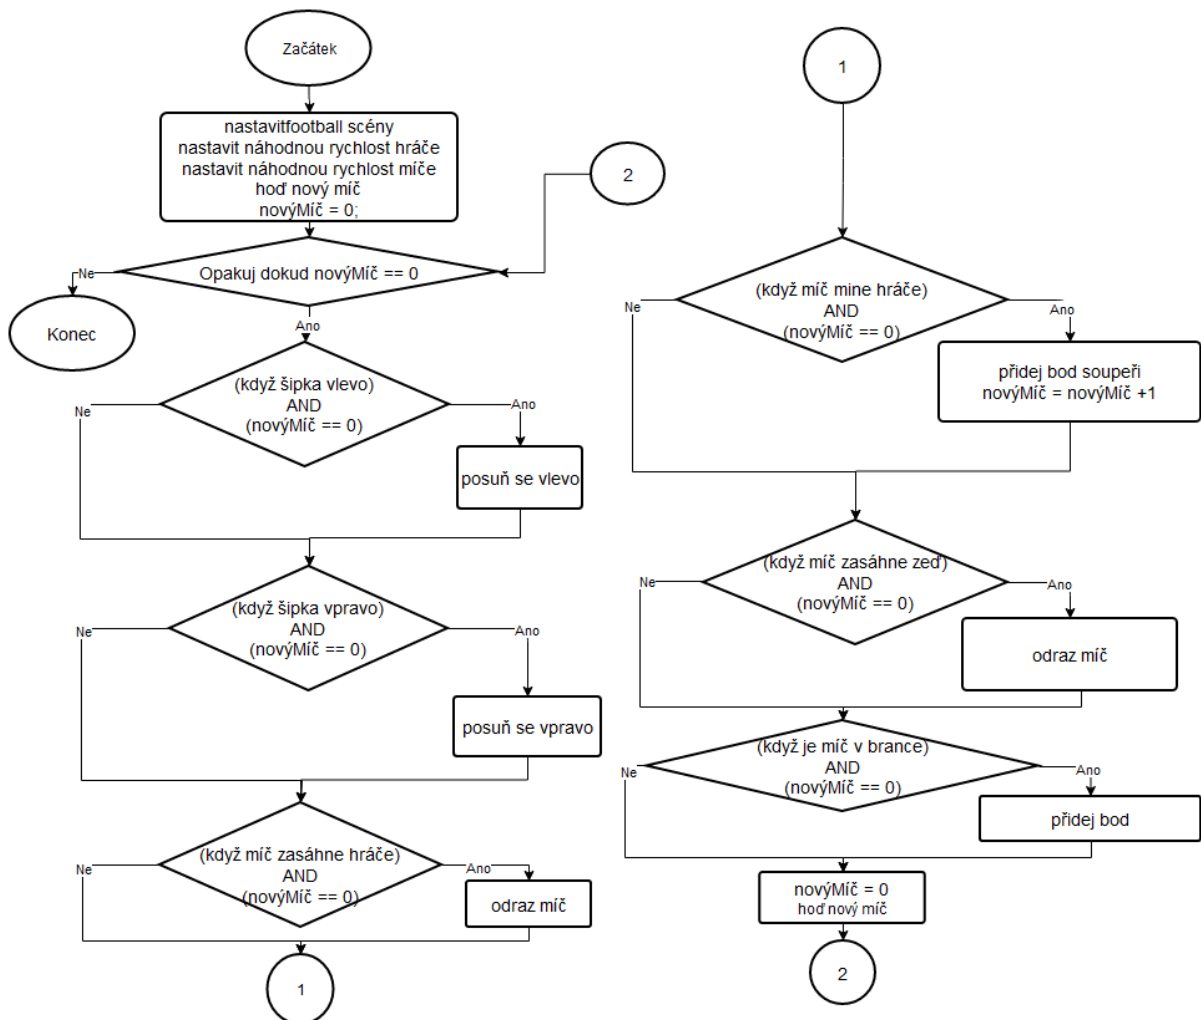 Začátek
nastavitfootball scény
nastavit náhodnou rychlost hráče
nastavit náhodnou rychlost míče
hoď nový míč
novýMíč = 0;
2
Opakuj dokud novýMíč == 0
Ne
Konec
Ano
(když šipka vlevo)
AND
(novýMíč == 0)
Ne
Ano
posuň se vlevo
(když šipka vpravo)
AND
(novýMíč == 0)
Ne
Ano
posuň se vpravo
(když míč zasáhne hráče)
AND
(novýMíč == 0)
Ne
Ano
odraz míč
1
1
(když míč mine hráče)
AND
(novýMíč == 0)
Ne
Ano
přidej bod soupeři
novýMíč = novýMíč +1
(když míč zasáhne zeď)
AND
(novýMíč == 0)
Ne
Ano
odraz míč
(když je míč v brance)
AND
(novýMíč == 0)
Ne
Ano
přidej bod
novýMíč = 0
hoď nový míč
2